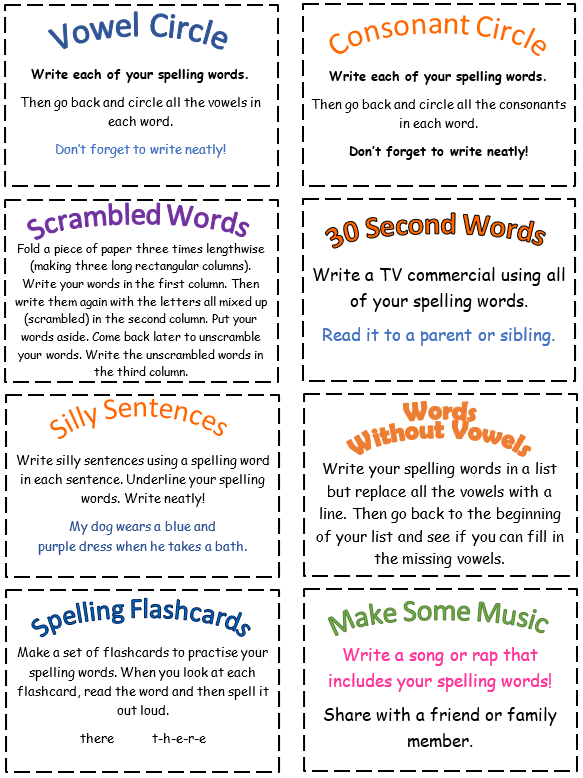 Vowel Circle
Write each of your spelling words.
Then go back and circle all the vowels in
each word.
Don't forget to write neatly!
Consonant Circle
Write each of your spelling words.
Then go back and circle all the consonants
in each word.
Don't forget to write neatly!
Scrambled Words
Fold a piece of paper three times lengthwise
(making three long rectangular columns).
Write your words in the first column. Then
write them again with the letters all mixed up
(scrambled) in the second column. Put your
words aside. Come back later to unscramble
your words. Write the unscrambled words in
the third column.
30 Second Words
Write a TV commercial using all
of your spelling words.
Read it to a parent or sibling.
Silly Sentences
Write silly sentences using a spelling word
in each sentence. Underline your spelling
words. Write neatly!
My dog wears a blue and
purple dress when he takes a bath.
Words
Without Vowels
Write your spelling words in a list
but replace all the vowels with a
line. Then go back to the beginning
of your list and see if you can fill in
the missing vowels.
Spelling Flashcards
Make a set of flashcards to practise your
spelling words. When you look at each
flashcard, read the word and then spell it
out loud.
there t-h-e-r-e
Make Some Music
Write a song or rap that
includes your spelling words!
Share with a friend or family
member.